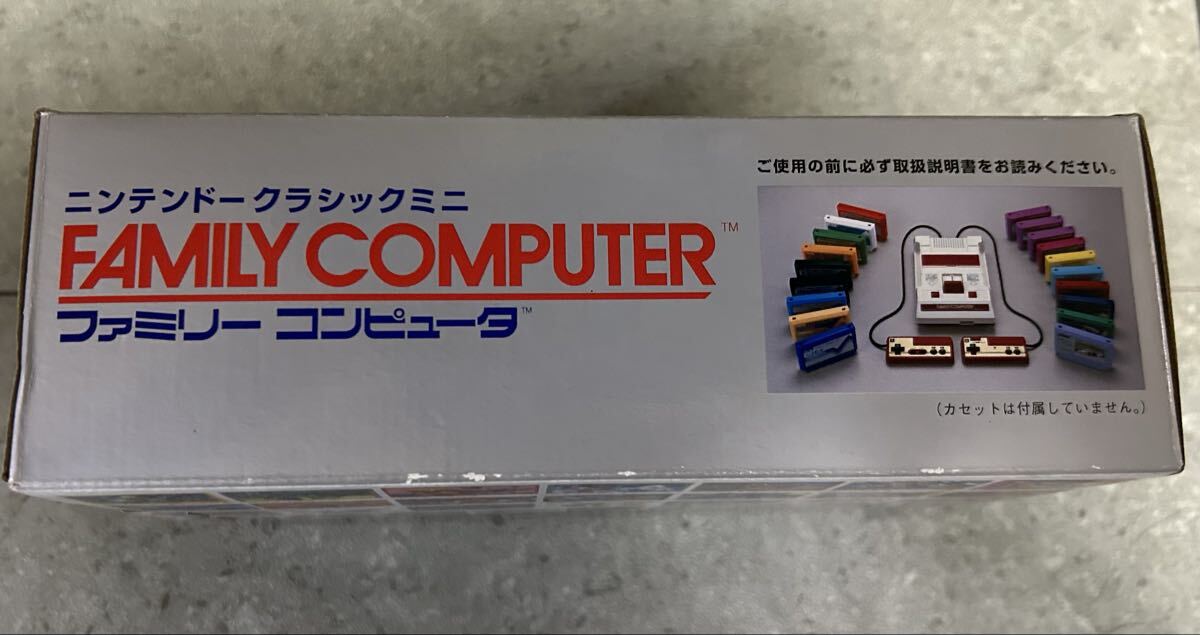 ニンテンドークラシックミニ
FAMILY COMPUTER™
ファミリー コンピュータ™
ご使用の前に必ず取扱説明書をお読みください。
(カセットは付属していません。)